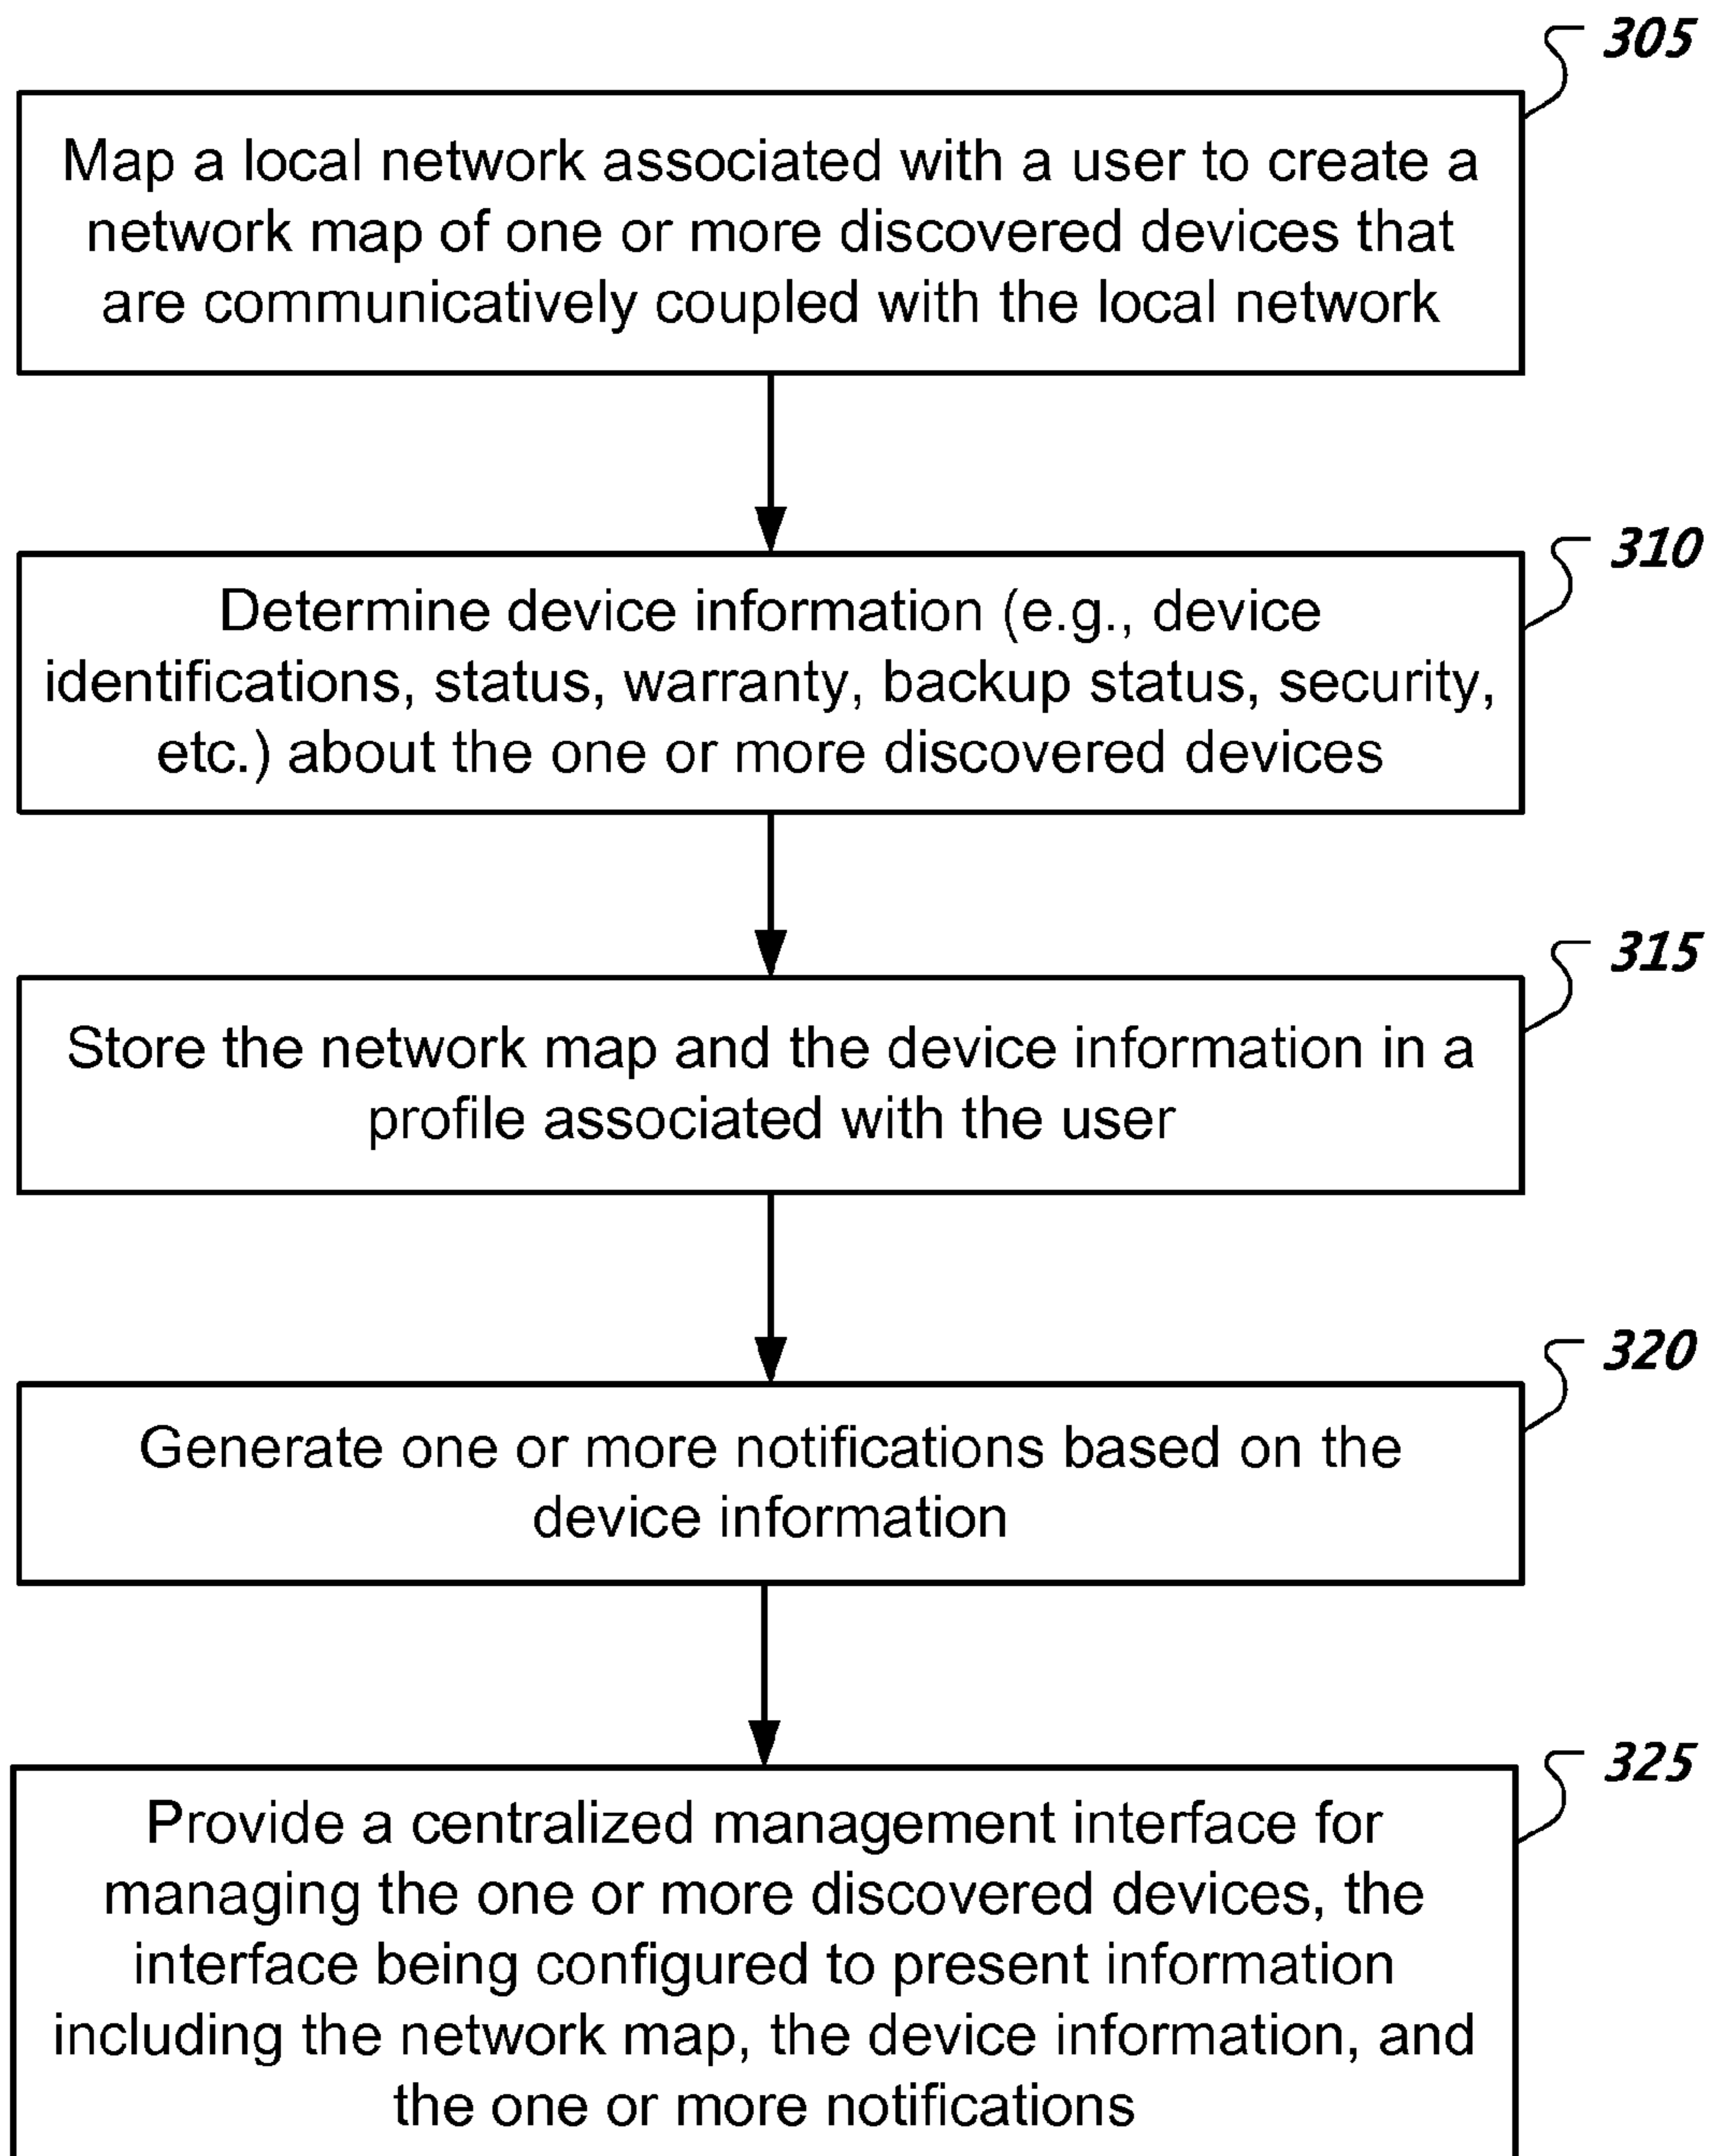 305
Map a local network associated with a user to create a
network map of one or more discovered devices that
are communicatively coupled with the local network
310
Determine device information (e.g., device
identifications, status, warranty, backup status, security,
etc.) about the one or more discovered devices
315
Store the network map and the device information in a
profile associated with the user
320
Generate one or more notifications based on the
device information
325
Provide a centralized management interface for
managing the one or more discovered devices, the
interface being configured to present information
including the network map, the device information, and
the one or more notifications